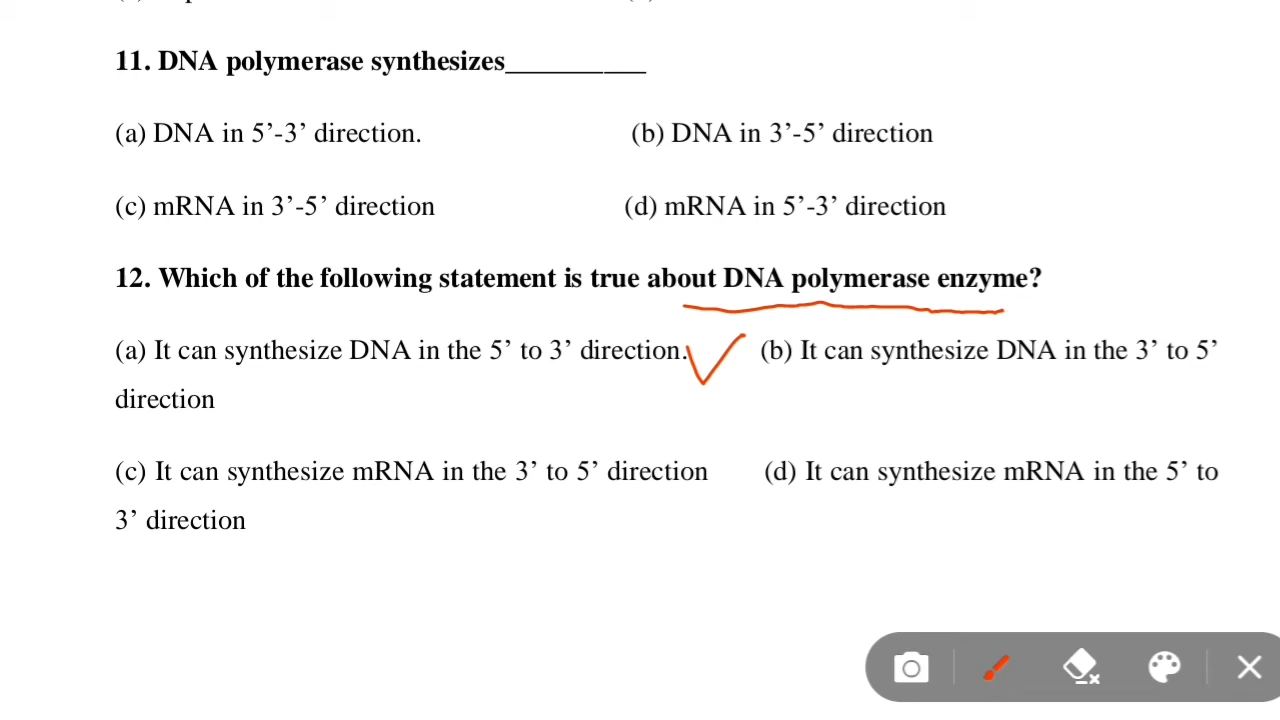 11. DNA polymerase synthesizes__________
(a) DNA in 5’-3’ direction. (b) DNA in 3’-5’ direction
(c) mRNA in 3’-5’ direction (d) mRNA in 5’-3’ direction
12. Which of the following statement is true about DNA polymerase enzyme?
(a) It can synthesize DNA in the 5’ to 3’ direction. (b) It can synthesize DNA in the 3’ to 5’
direction
(c) It can synthesize mRNA in the 3’ to 5’ direction (d) It can synthesize mRNA in the 5’ to
3’ direction